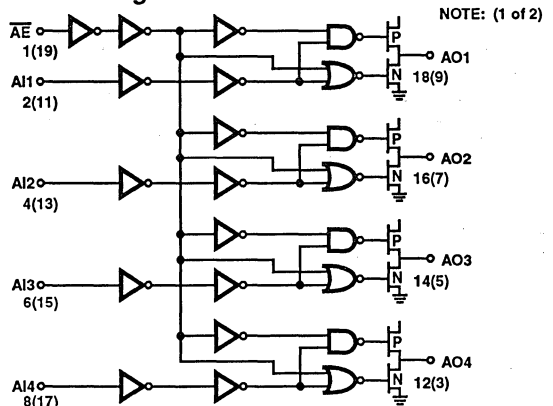 NOTE: (1 of 2)
AE
1(19)
P
AO1
AI1
N
18(9)
2(11)
P
AO2
AI2
N
16(7)
4(13)
P
AO3
AI3
N
14(5)
6(15)
P
AO4
AI4
N
12(3)
8(17)